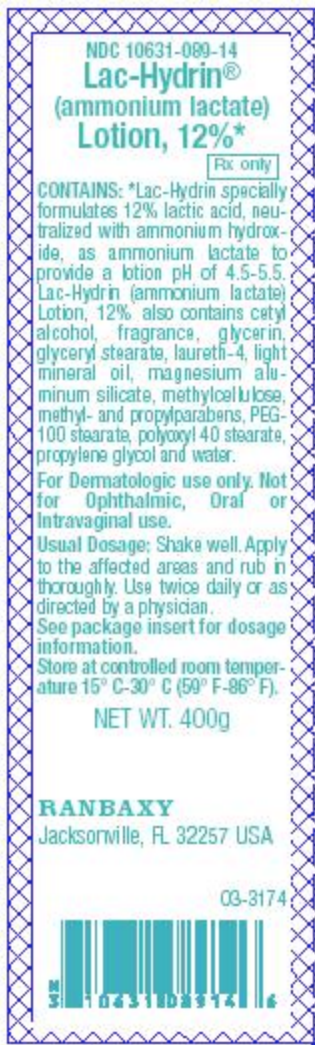 NDC 10631-089-14
Lac-Hydrin®
(ammonium lactate)
Lotion, 12%*
Rx only
CONTAINS: *Lac-Hydrin specially
formulates 12% lactic acid, neu-
tralized with ammonium hydrox-
ide, as ammonium lactate to
provide a lotion pH of 4.5-5.5.
Lac-Hydrin (ammonium lactate)
Lotion, 12% also contains cetyl
alcohol, fragrance, glycerin,
glyceryl stearate, laureth-4, light
mineral oil, magnesium alu-
minum silicate, methylcellulose,
methyl- and propylparabens, PEG-
100 stearate, polyoxyl 40 stearate,
propylene glycol and water.
For Dermatologic use only. Not
for Ophthalmic, Oral or
Intravaginal use.
Usual Dosage: Shake well. Apply
to the affected areas and rub in
thoroughly. Use twice daily or as
directed by a physician.
See package insert for dosage
information.
Store at controlled room temper-
ature 15° C-30° C (59° F-86° F).
NET WT. 400g
RANBAXY
Jacksonville, FL 32257 USA
03-3174
N
3 10631 08914 6